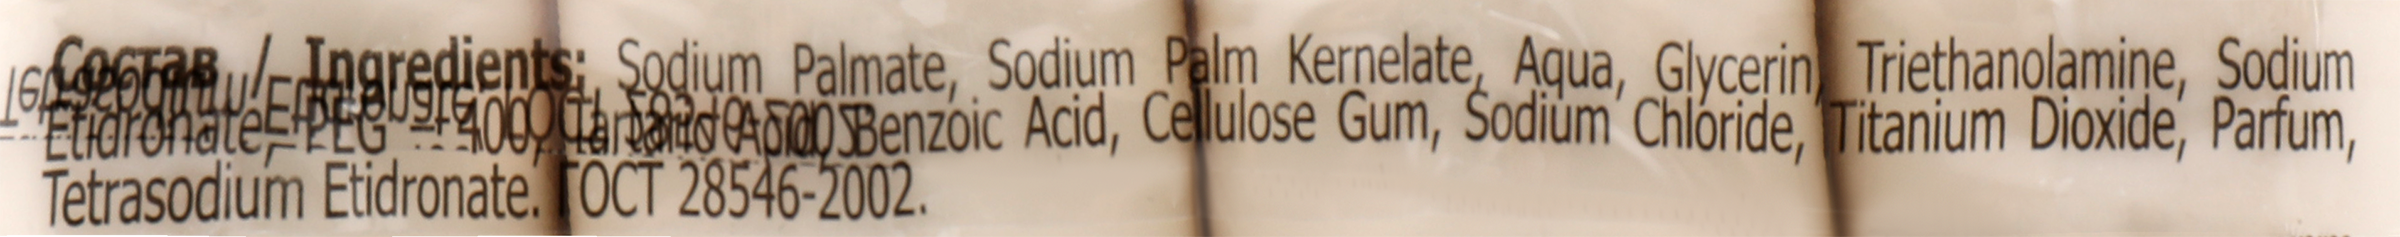 Состав / Ingredients: Sodium Palmate, Sodium Palm Kernelate, Aqua, Glycerin, Triethanolamine, Sodium
Etidronate, PEG – 400, Tartaric Acid, Benzoic Acid, Cellulose Gum, Sodium Chloride, Titanium Dioxide, Parfum,
Tetrasodium Etidronate. ГОСТ 28546-2002.